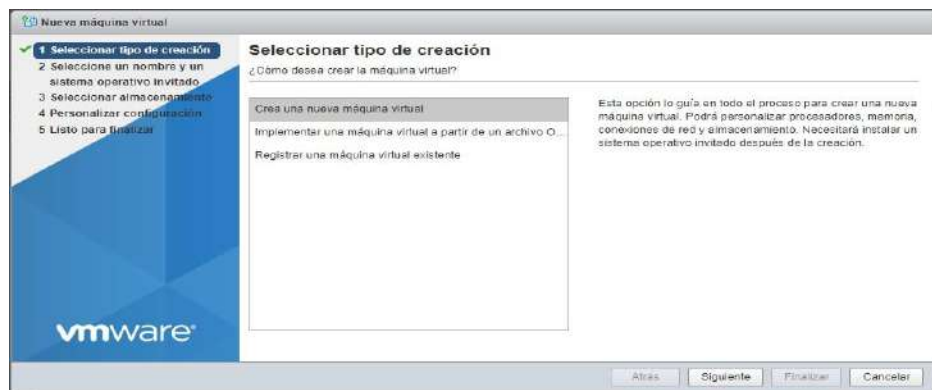 Nueva máquina virtual
1 Seleccionar tipo de creación
2 Seleccione un nombre y un
sistema operativo invitado
3 Seleccionar almacenamiento
4 Personalizar configuración
5 Listo para finalizar
vmware
Seleccionar tipo de creación
¿Cómo desea crear la máquina virtual?
Crea una nueva máquina virtual
Implementar una máquina virtual a partir de un archivo O...
Registrar una máquina virtual existente
Esta opción lo guía en todo el proceso para crear una nueva
máquina virtual. Podrá personalizar procesadores, memoria,
conexiones de red y almacenamiento. Necesitará instalar un
sistema operativo invitado después de la creación.
Atrás Siguiente Finalizar Cancelar